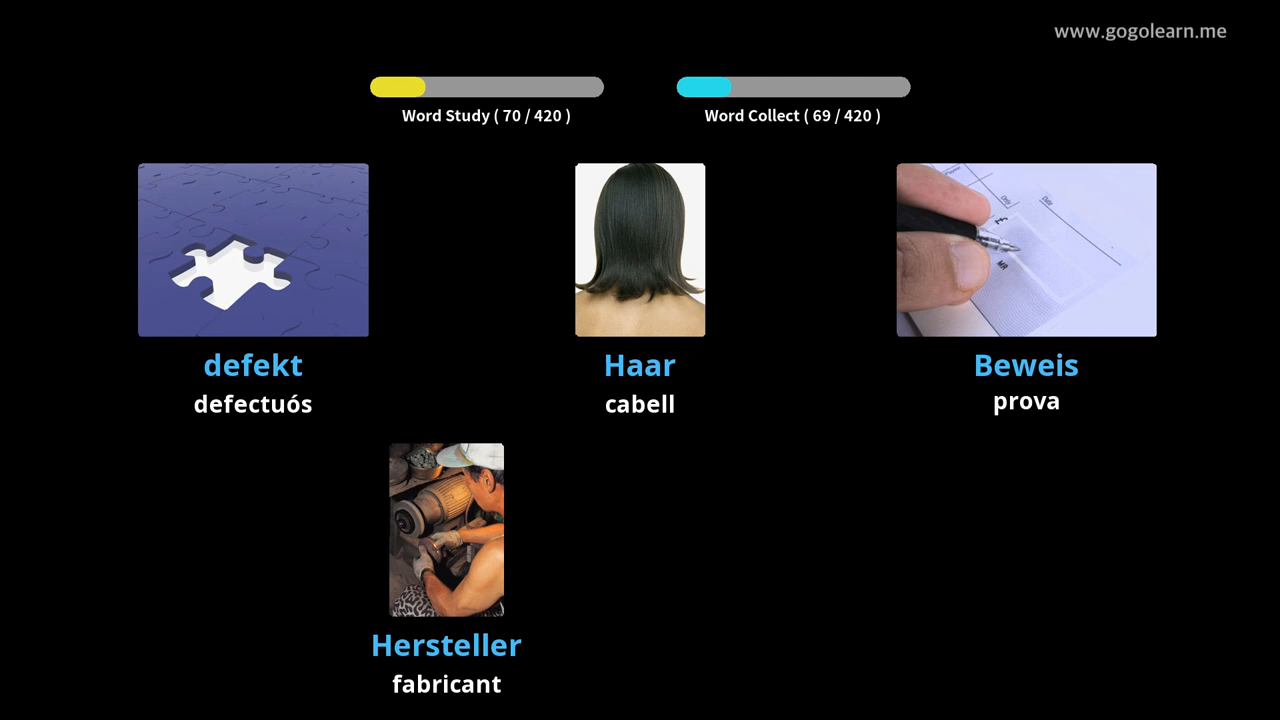 www.gogolearn.me
Word Study ( 70 / 420 )
Word Collect ( 69 / 420 )
defekt
defectuós
Haar
cabell
Beweis
prova
Hersteller
fabricant